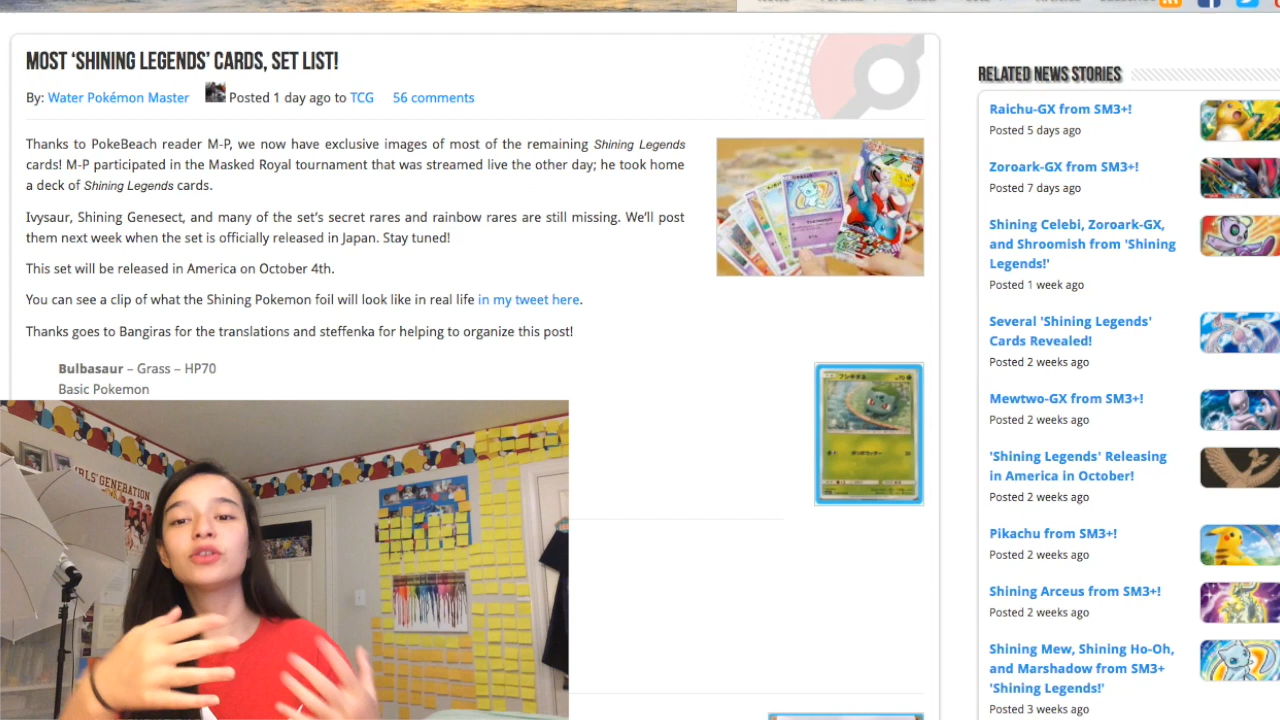 MOST ‘SHINING LEGENDS’ CARDS, SET LIST!
By: Water Pokémon Master Posted 1 day ago to TCG 56 comments
Thanks to PokeBeach reader M-P, we now have exclusive images of most of the remaining Shining Legends
cards! M-P participated in the Masked Royal tournament that was streamed live the other day; he took home
a deck of Shining Legends cards.
Ivysaur, Shining Genesect, and many of the set’s secret rares and rainbow rares are still missing. We’ll post
them next week when the set is officially released in Japan. Stay tuned!
This set will be released in America on October 4th.
You can see a clip of what the Shining Pokemon foil will look like in real life in my tweet here.
Thanks goes to Bangiras for the translations and steffenka for helping to organize this post!
Bulbasaur – Grass – HP70
Basic Pokemon
GIRLS' GENERATION
RELATED NEWS STORIES
Raichu-GX from SM3+!
Posted 5 days ago
Zoroark-GX from SM3+!
Posted 7 days ago
Shining Celebi, Zoroark-GX,
and Shroomish from 'Shining
Legends!'
Posted 1 week ago
Several 'Shining Legends'
Cards Revealed!
Posted 2 weeks ago
Mewtwo-GX from SM3+!
Posted 2 weeks ago
'Shining Legends' Releasing
in America in October!
Posted 2 weeks ago
Pikachu from SM3+!
Posted 2 weeks ago
Shining Arceus from SM3+!
Posted 2 weeks ago
Shining Mew, Shining Ho-Oh,
and Marshadow from SM3+
'Shining Legends!'
Posted 3 weeks ago